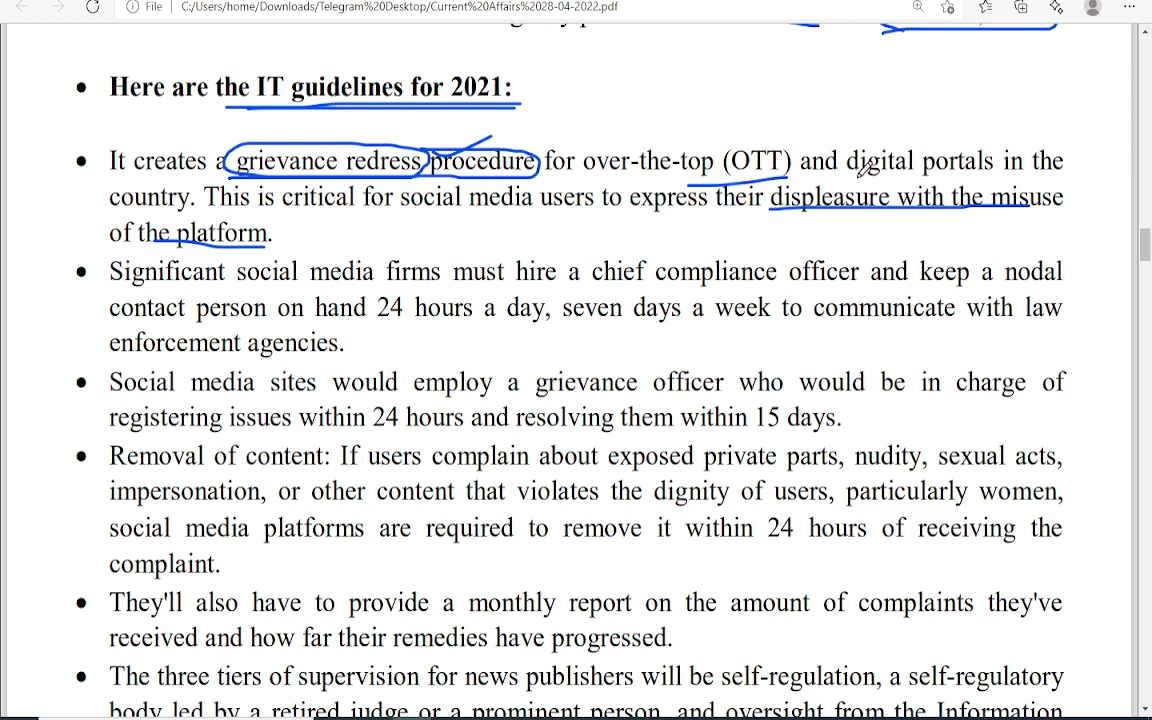 File
C:/Users/home/Downloads/Telegram%20Desktop/Current%20Affairs%2028-04-2022.pdf
• Here are the IT guidelines for 2021:
• It creates a grievance redress procedure for over-the-top (OTT) and digital portals in the
country. This is critical for social media users to express their displeasure with the misuse
of the platform.
• Significant social media firms must hire a chief compliance officer and keep a nodal
contact person on hand 24 hours a day, seven days a week to communicate with law
enforcement agencies.
• Social media sites would employ a grievance officer who would be in charge of
registering issues within 24 hours and resolving them within 15 days.
• Removal of content: If users complain about exposed private parts, nudity, sexual acts,
impersonation, or other content that violates the dignity of users, particularly women,
social media platforms are required to remove it within 24 hours of receiving the
complaint.
• They'll also have to provide a monthly report on the amount of complaints they've
received and how far their remedies have progressed.
• The three tiers of supervision for news publishers will be self-regulation, a self-regulatory
body led by a retired judge or a prominent person, and oversight from the Information